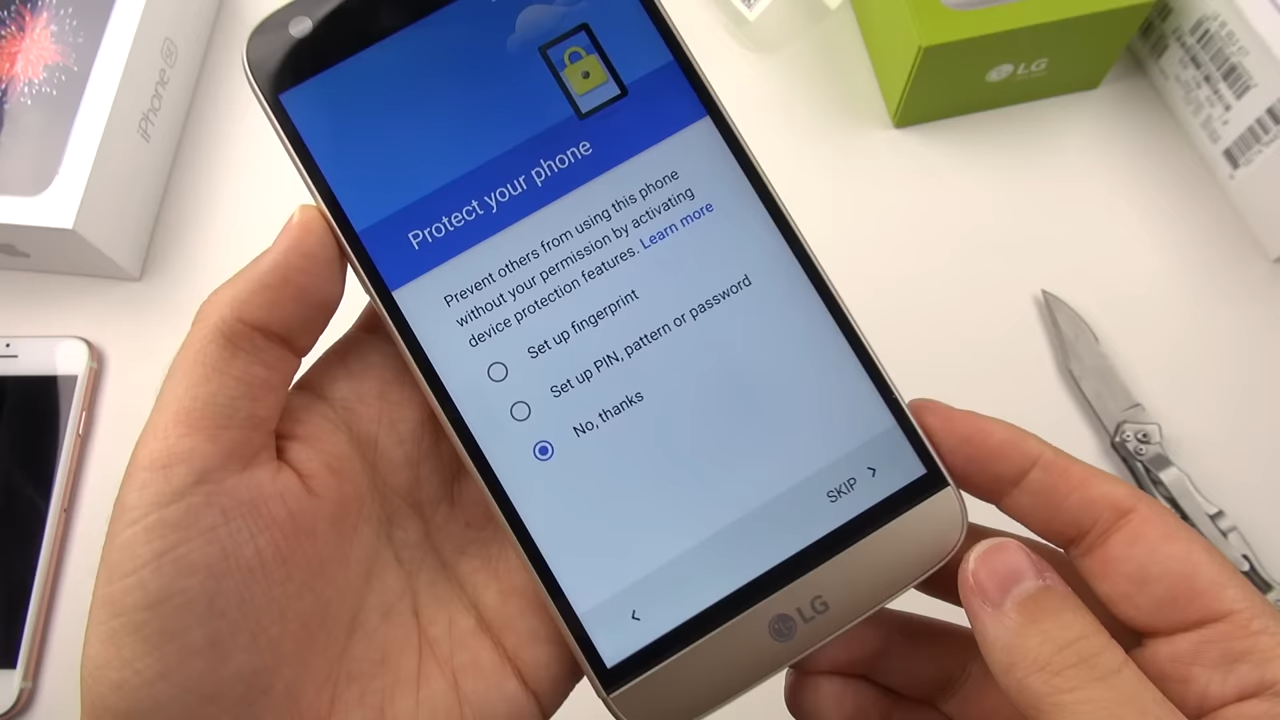 iPhone SE
LG
Protect your phone
Prevent others from using this phone
without your permission by activating
device protection features. Learn more
Set up fingerprint
Set up PIN, pattern or password
No, thanks
SKIP
LG